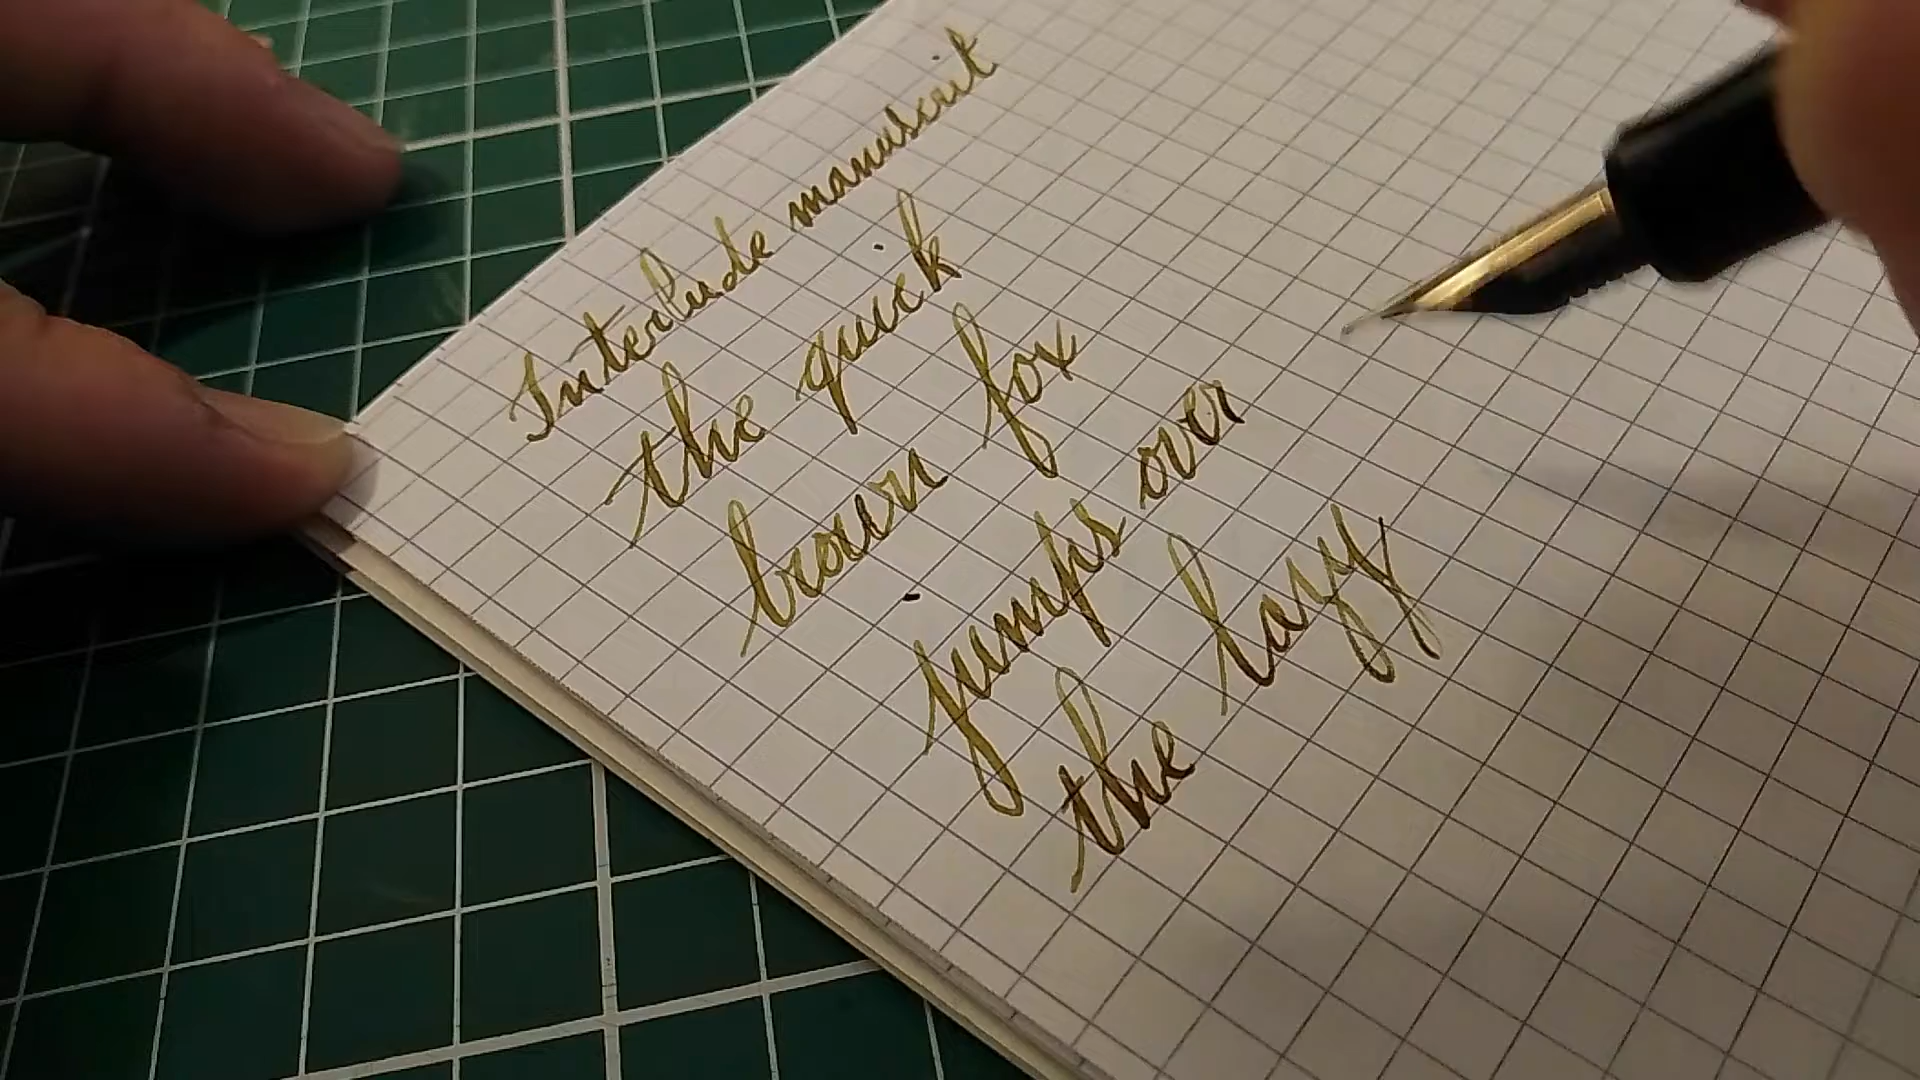 Interlude manuscrit
the quick
brown fox
jumps over
the lazy